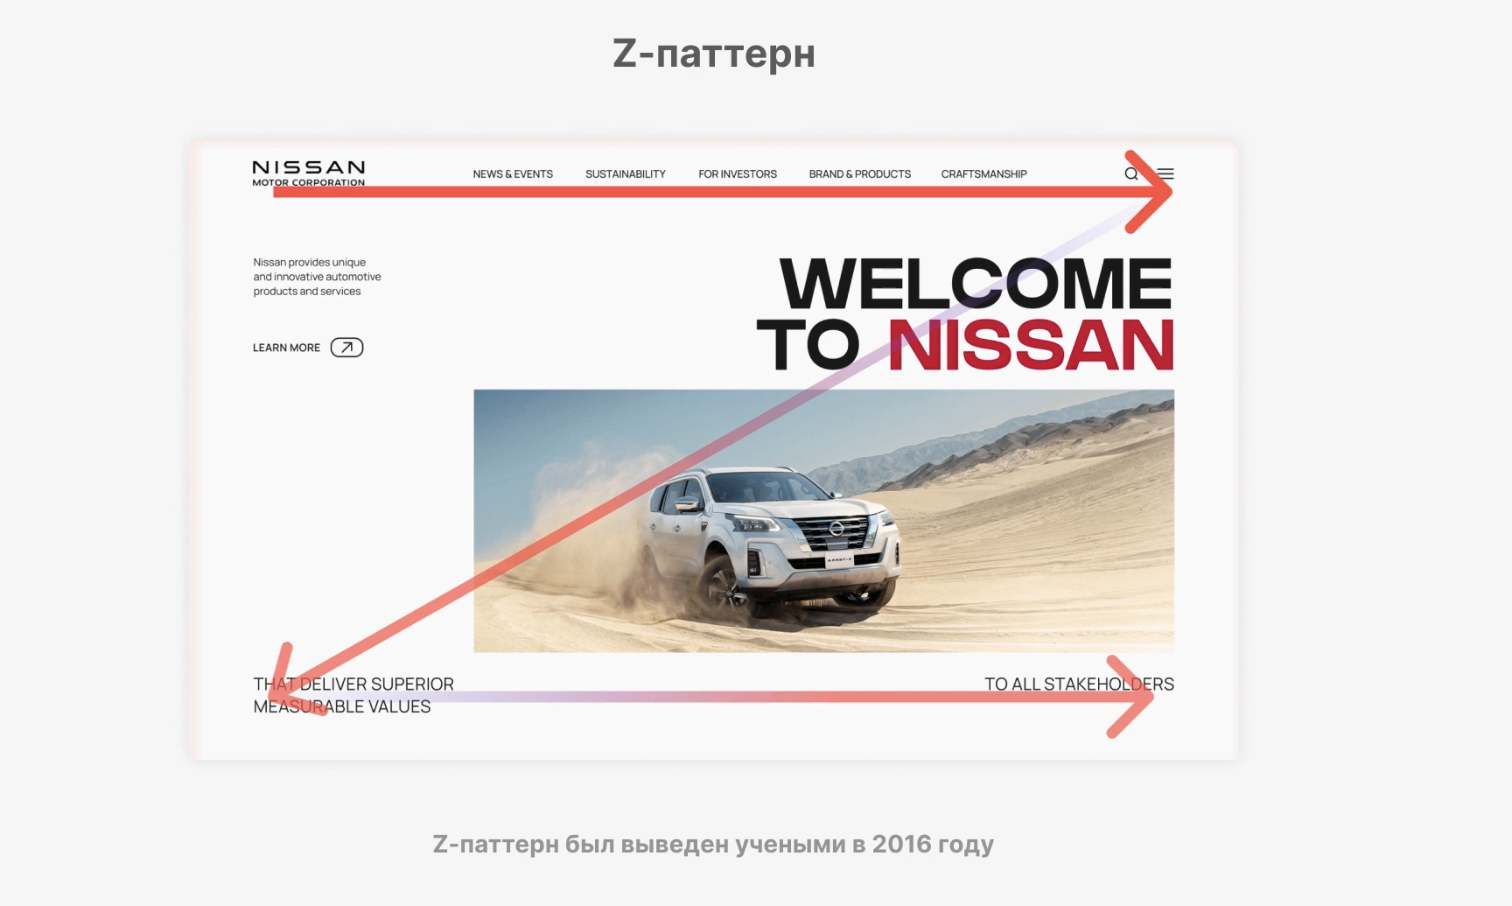 Z-паттерн
NISSAN
MOTOR CORPORATION
NEWS & EVENTS SUSTAINABILITY FOR INVESTORS BRAND & PRODUCTS CRAFTSMANSHIP
Nissan provides unique
and innovative automotive
products and services
LEARN MORE
WELCOME
TO NISSAN
THAT DELIVER SUPERIOR
MEASURABLE VALUES
TO ALL STAKEHOLDERS
Z-паттерн был выведен учеными в 2016 году